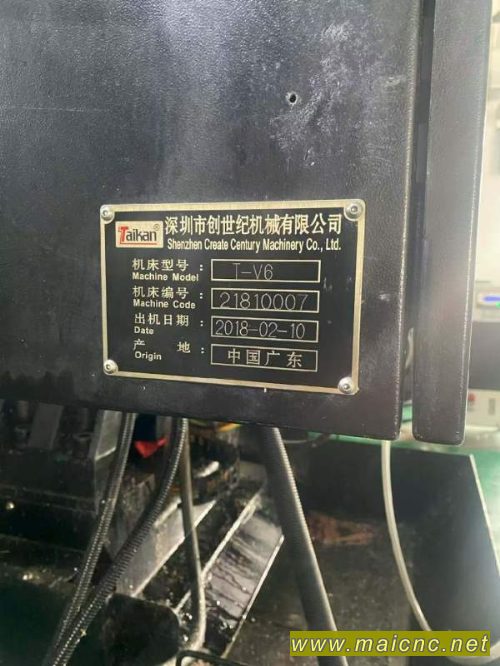 Taikan
深圳市创世纪机械有限公司
Shenzhen Create Century Machinery Co., Ltd.
机床型号： T-V6
Machine Model
机床编号： 21810007
Machine Code
出机日期： 2018-02-10
Date
产 地： 中国广东
Origin
www.maicnc.net